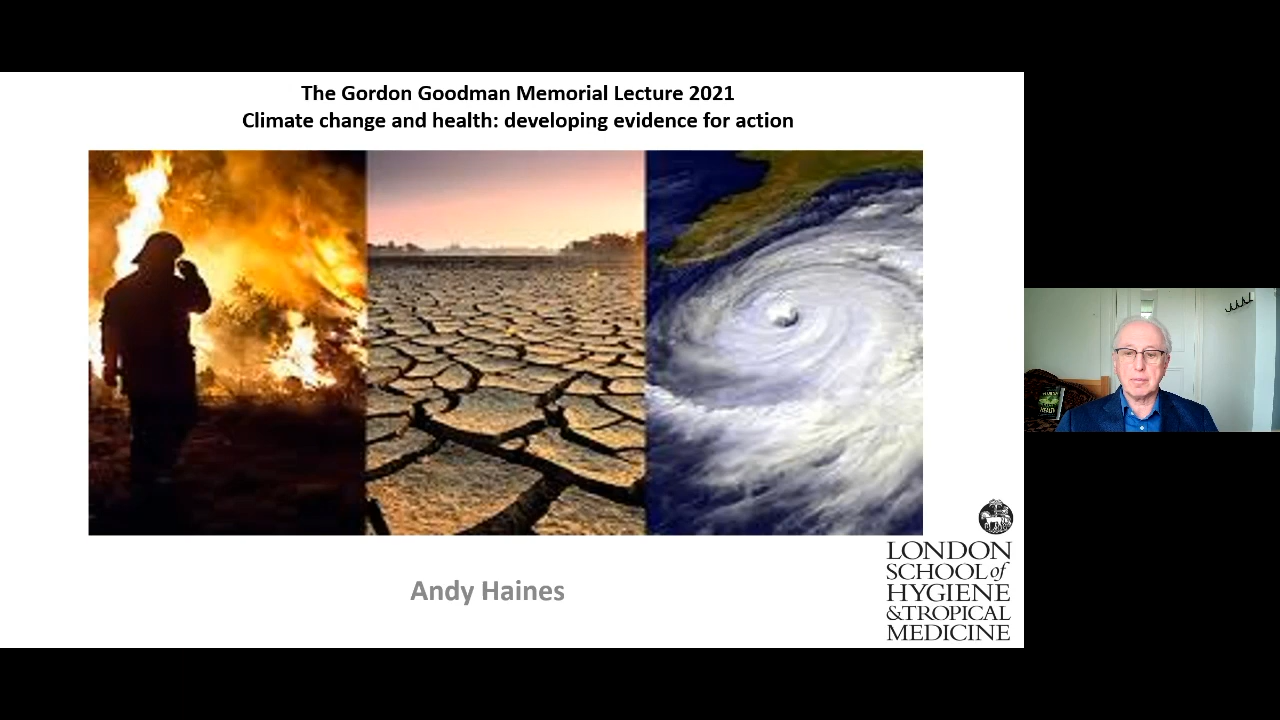 The Gordon Goodman Memorial Lecture 2021
Climate change and health: developing evidence for action
Andy Haines
LONDON
SCHOOL of
HYGIENE
&TROPICAL
MEDICINE